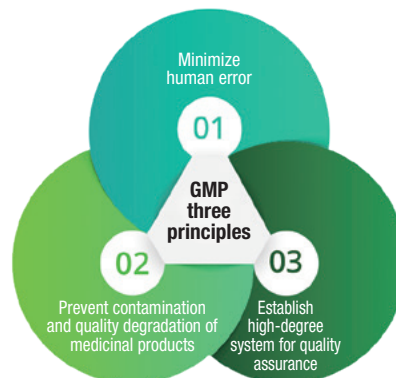 Minimize
human error
01
GMP
three
principles
02
03
Prevent contamination
and quality degradation of
medicinal products
Establish
high-degree
system for quality
assurance